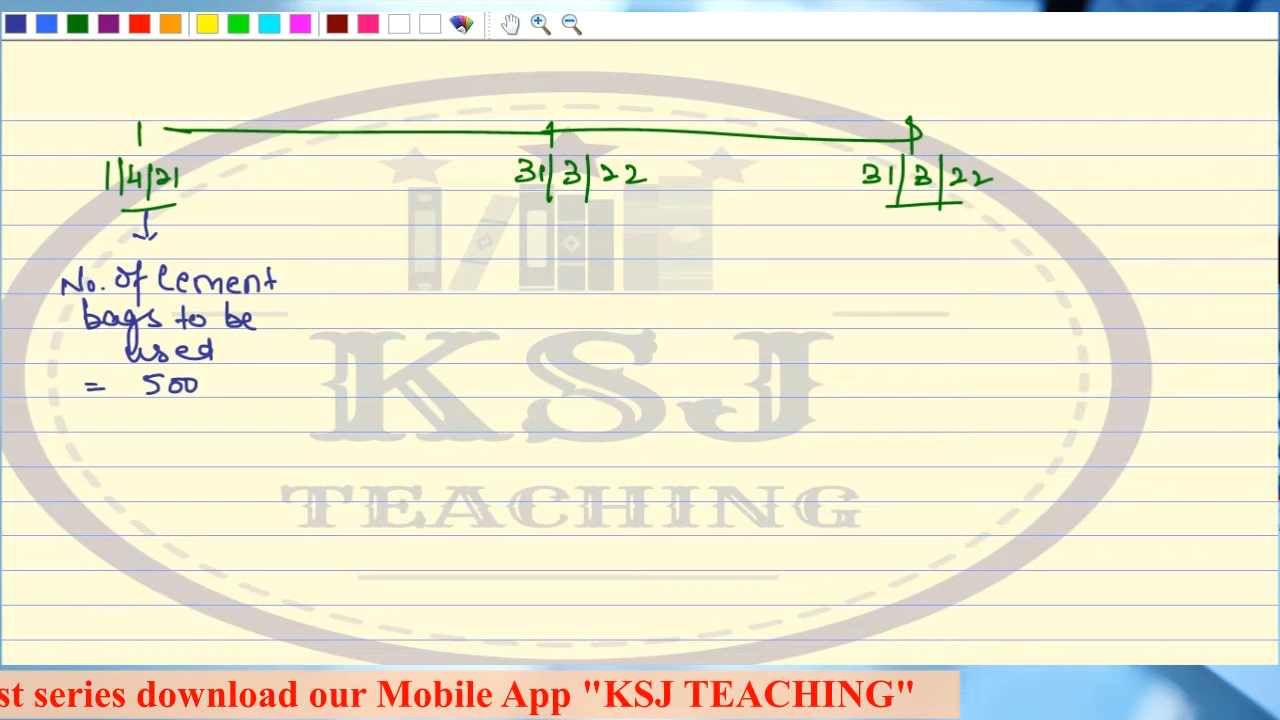 1|4|21 31|3|22 31|3|22
No. Of Cement
bags to be
used
= 500
KSJ
TEACHING
st series download our Mobile App "KSJ TEACHING"